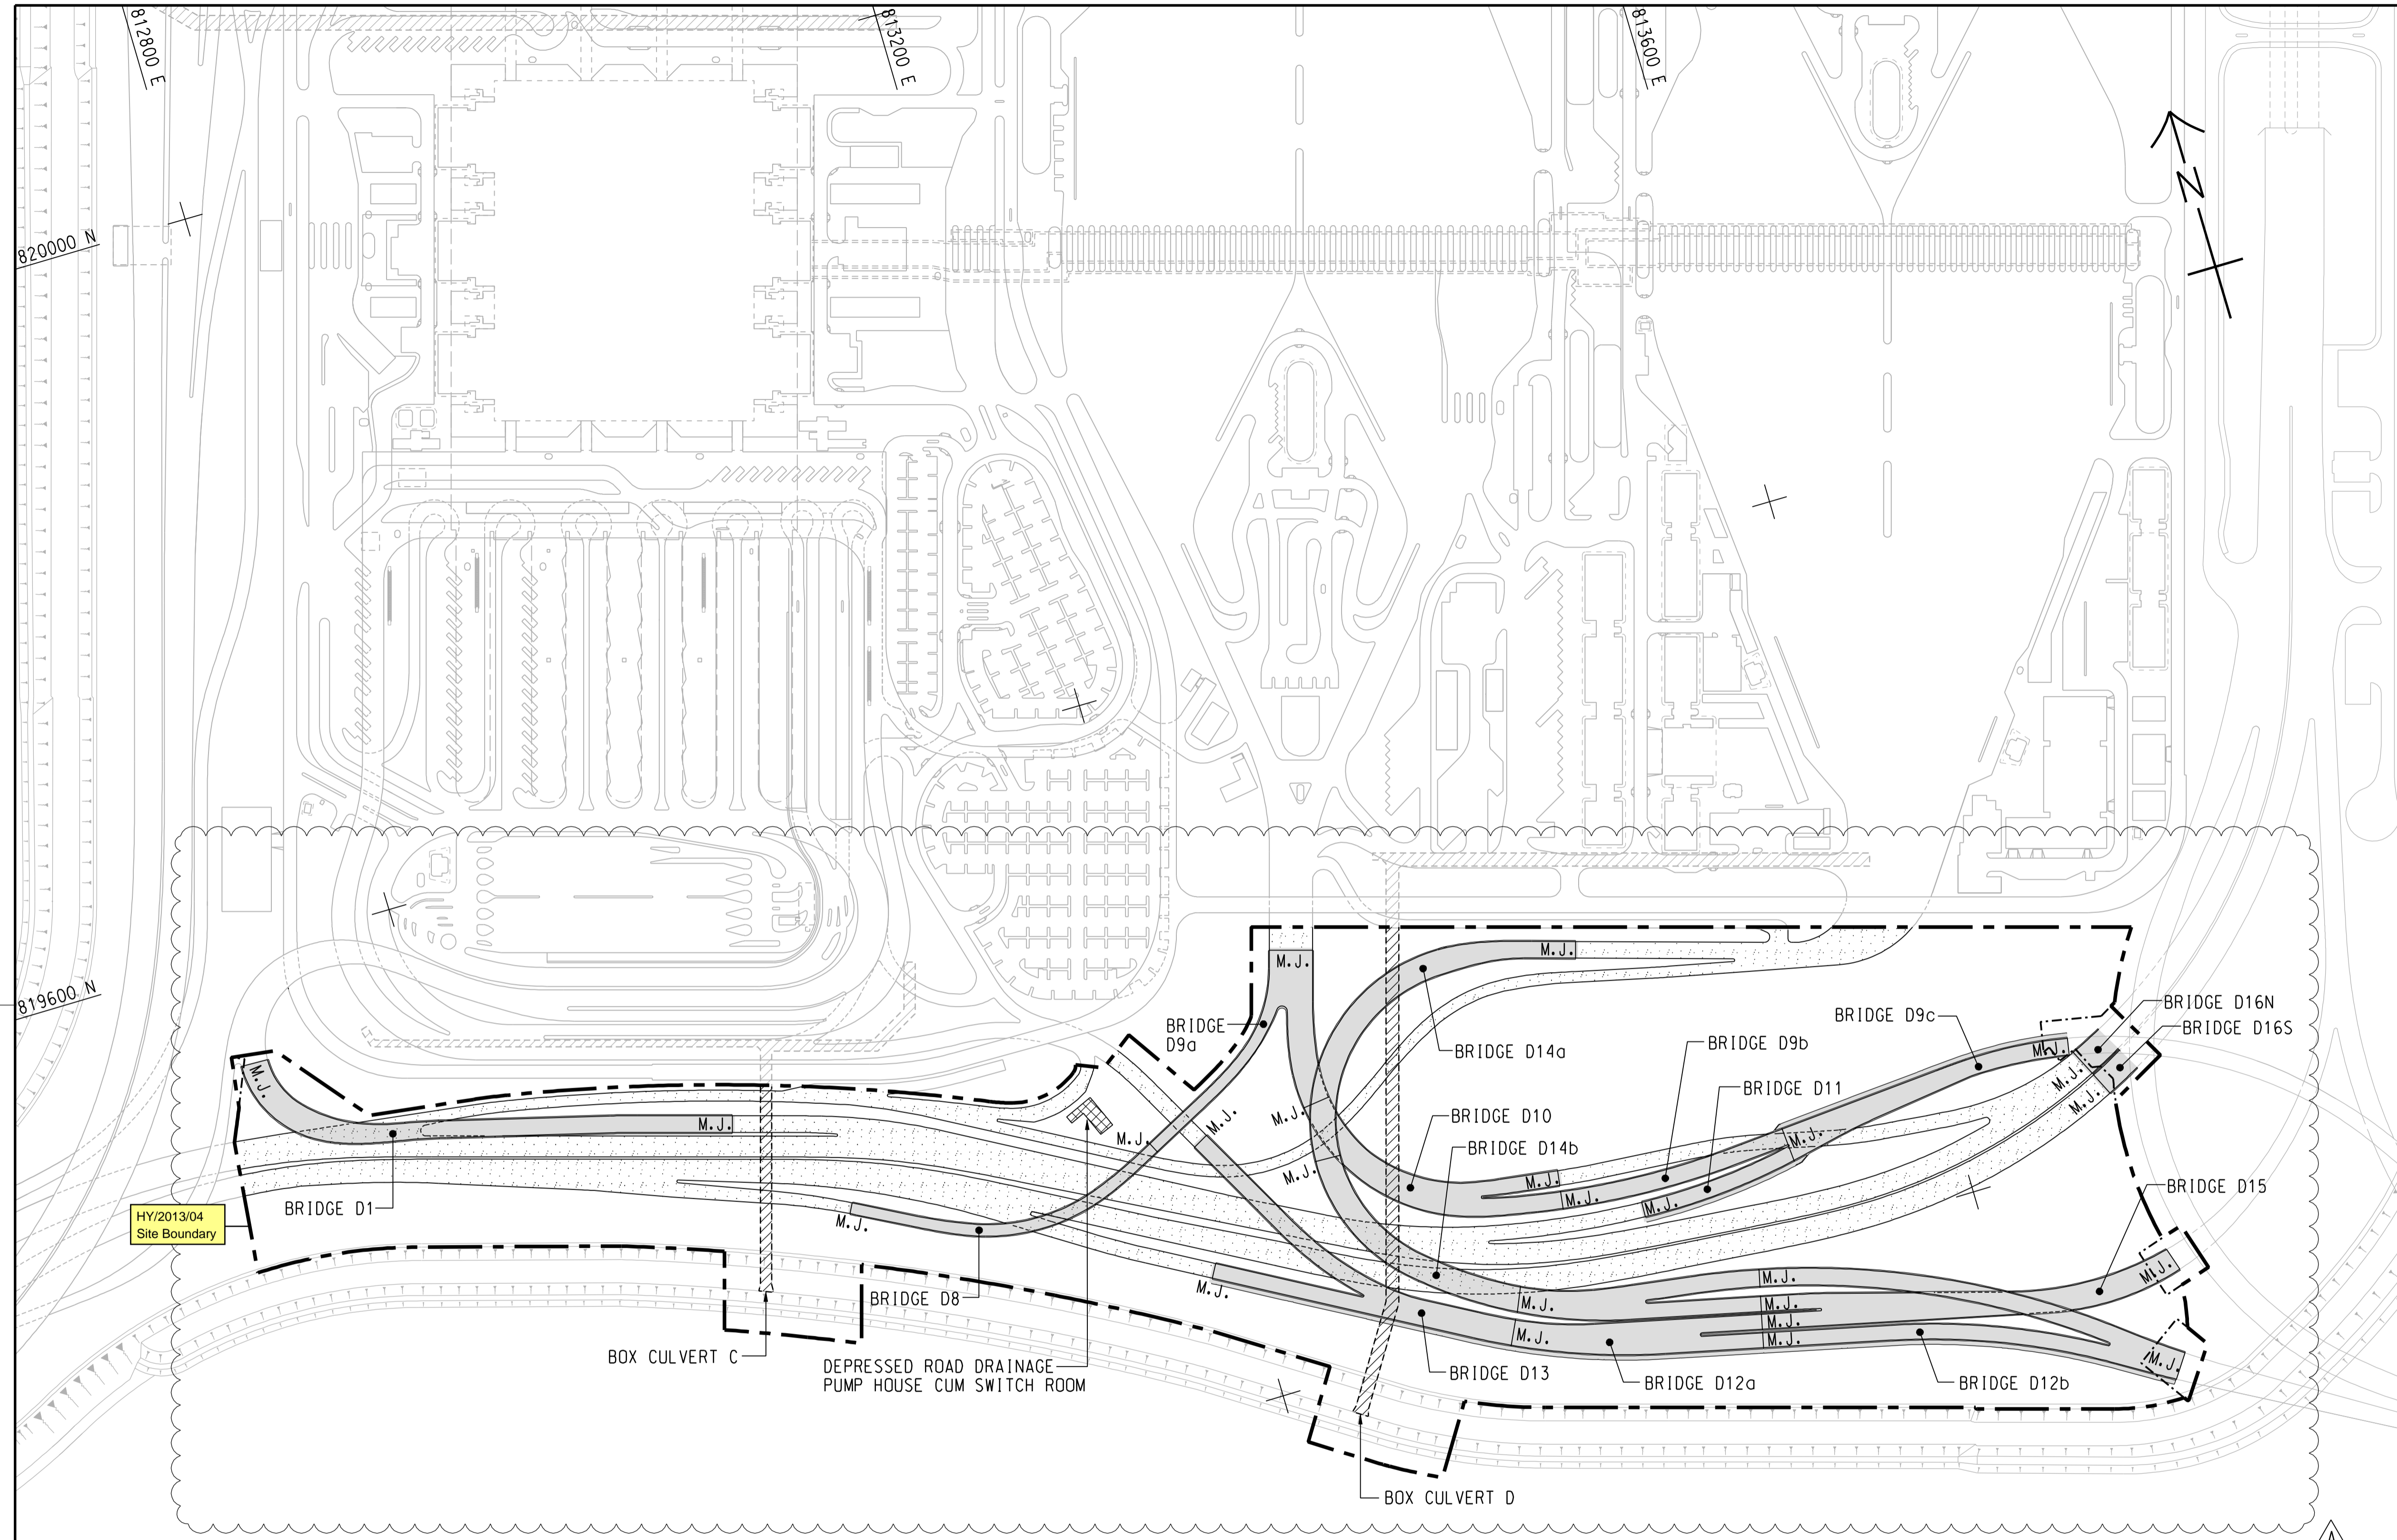 812800 E
813200 E
813600 E
N
820000 N
819600 N
M.J.
M.J.
BRIDGE
D9a
BRIDGE D14a
BRIDGE D9c
BRIDGE D16N
BRIDGE D16S
BRIDGE D9b
M.J.
M.J.
M.J.
M.J.
BRIDGE D11
M.J.
M.J.
M.J.
M.J.
BRIDGE D10
M.J.
M.J.
BRIDGE D14b
M.J.
M.J.
M.J.
M.J.
BRIDGE D15
HY/2013/04
Site Boundary
BRIDGE D1
M.J.
M.J.
M.J.
M.J.
BRIDGE D8
M.J.
M.J.
M.J.
M.J.
M.J.
M.J.
BOX CULVERT C
DEPRESSED ROAD DRAINAGE
PUMP HOUSE CUM SWITCH ROOM
BRIDGE D13
BRIDGE D12a
BRIDGE D12b
BOX CULVERT D
A